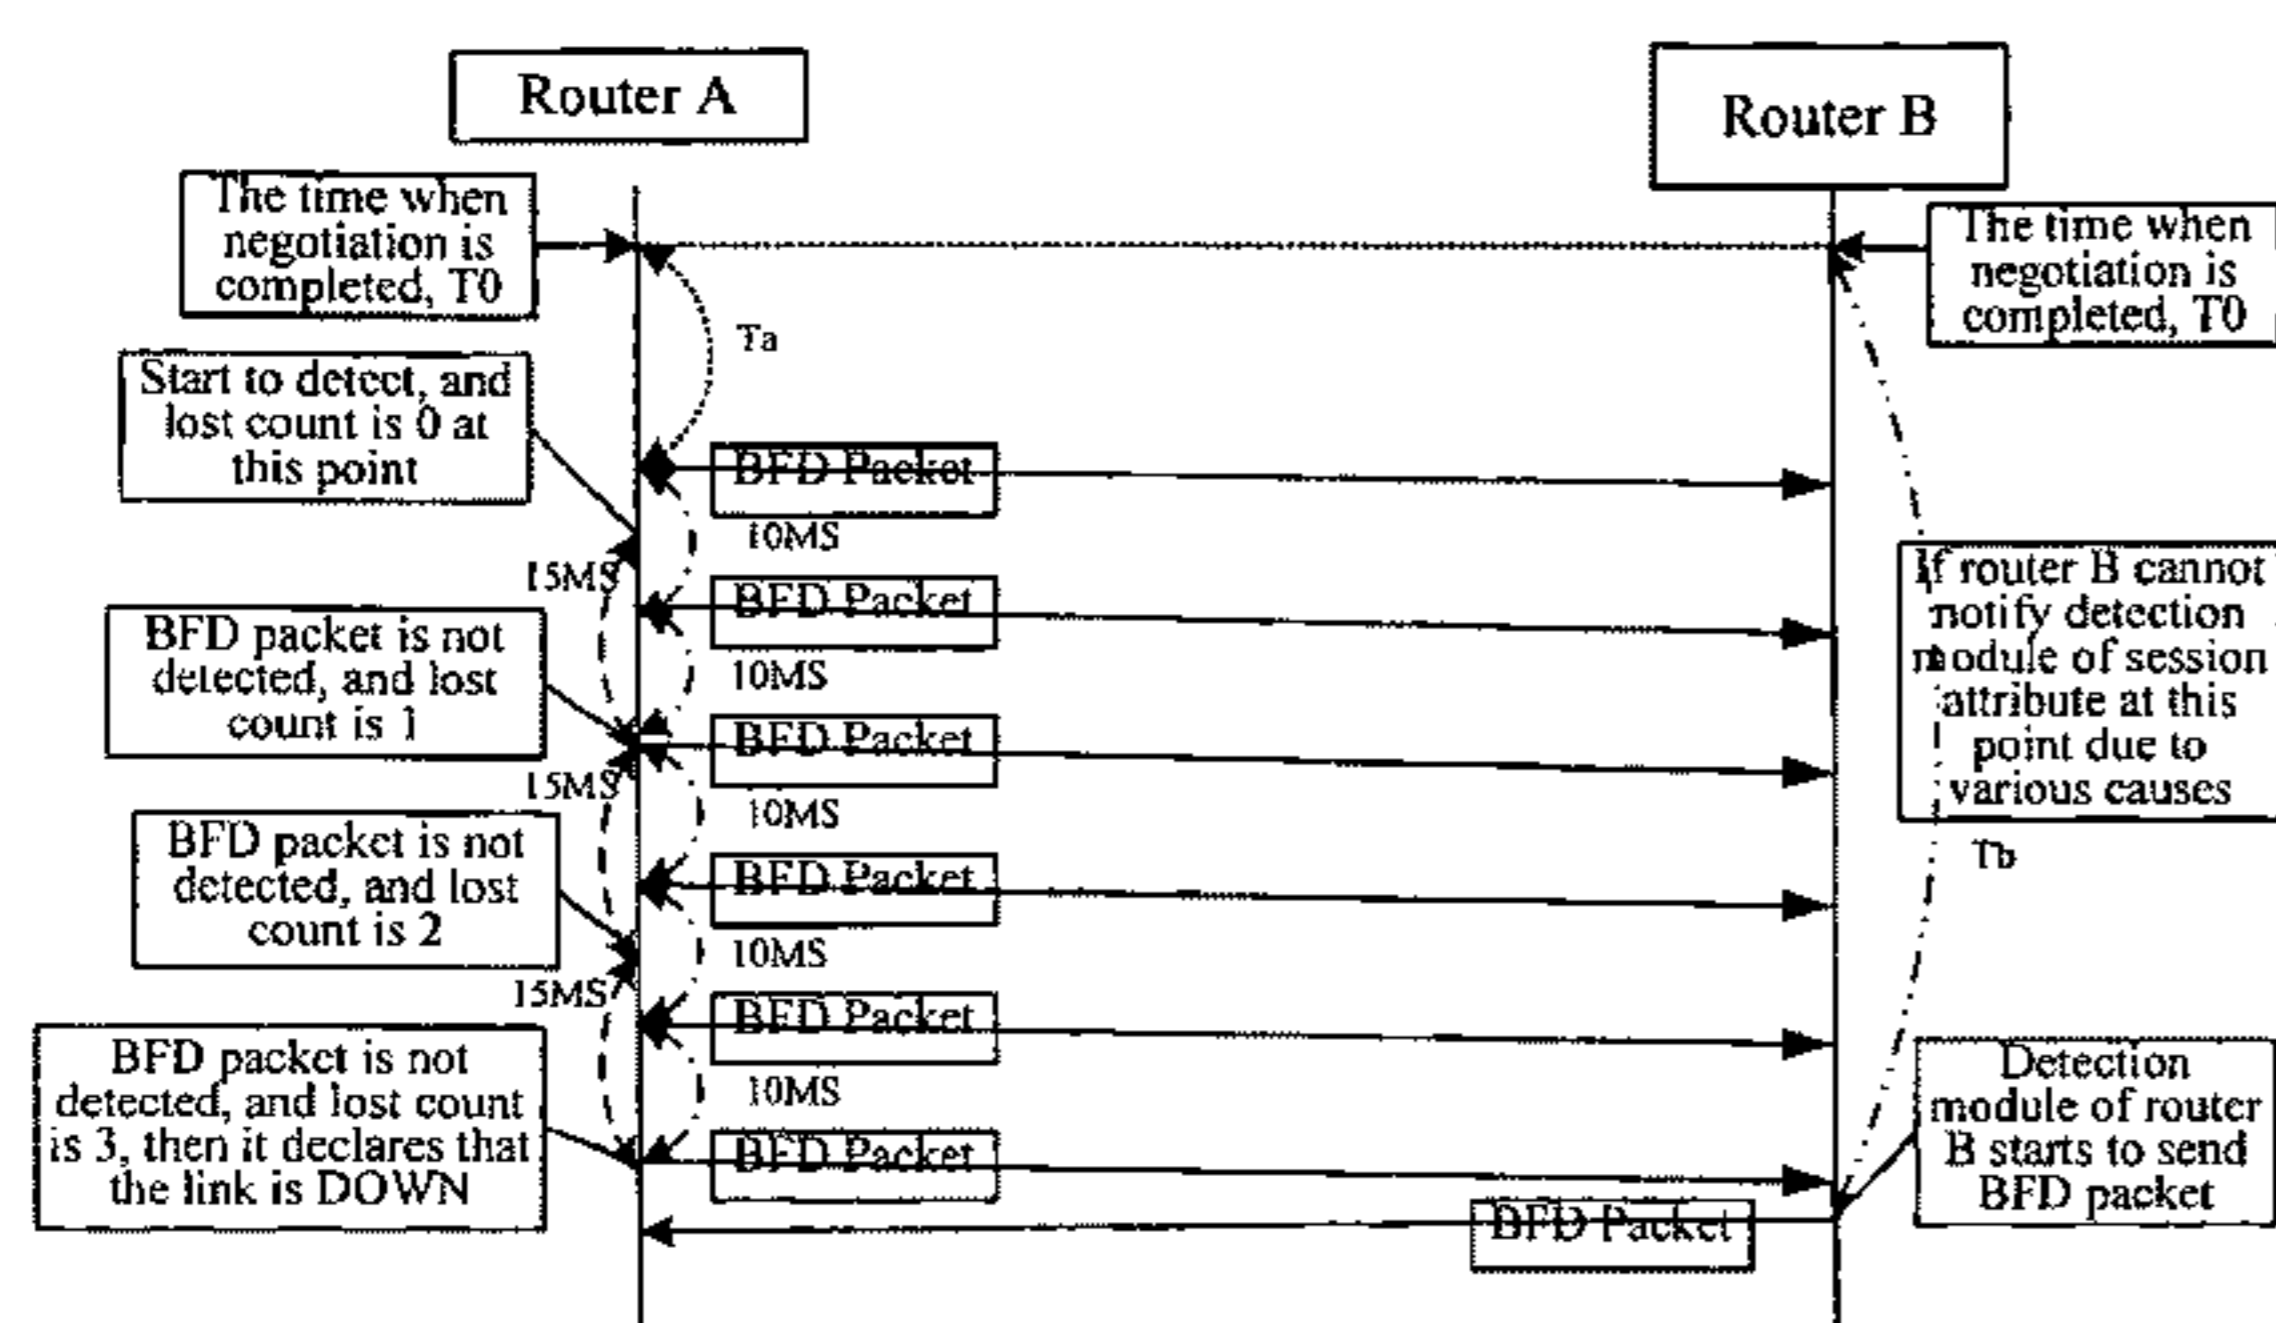 Router A
Router B
The time when
negotiation is
completed, T0
The time when
negotiation is
completed, T0
Ta
Start to detect, and
lost count is 0 at
this point
BFD Packet
10MS
15MS
BFD Packet
If router B cannot
notify detection
module of session
attribute at this
point due to
various causes
BFD packet is not
detected, and lost
count is 1
10MS
BFD Packet
15MS
10MS
Tb
BFD packet is not
detected, and lost
count is 2
BFD Packet
10MS
15MS
BFD Packet
BFD packet is not
detected, and lost count
is 3, then it declares that
the link is DOWN
10MS
Detection
module of router
B starts to send
BFD packet
BFD Packet
BFD Packet